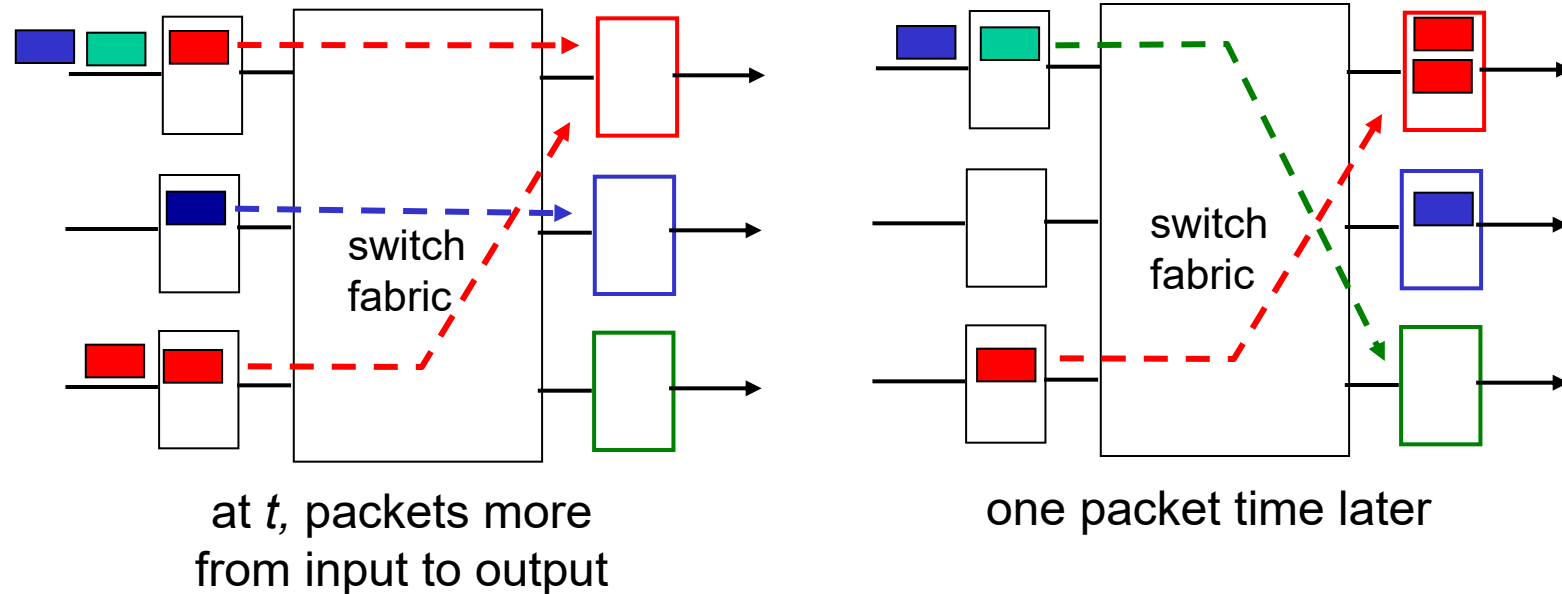 switch
fabric
at t, packets more
from input to output
switch
fabric
one packet time later